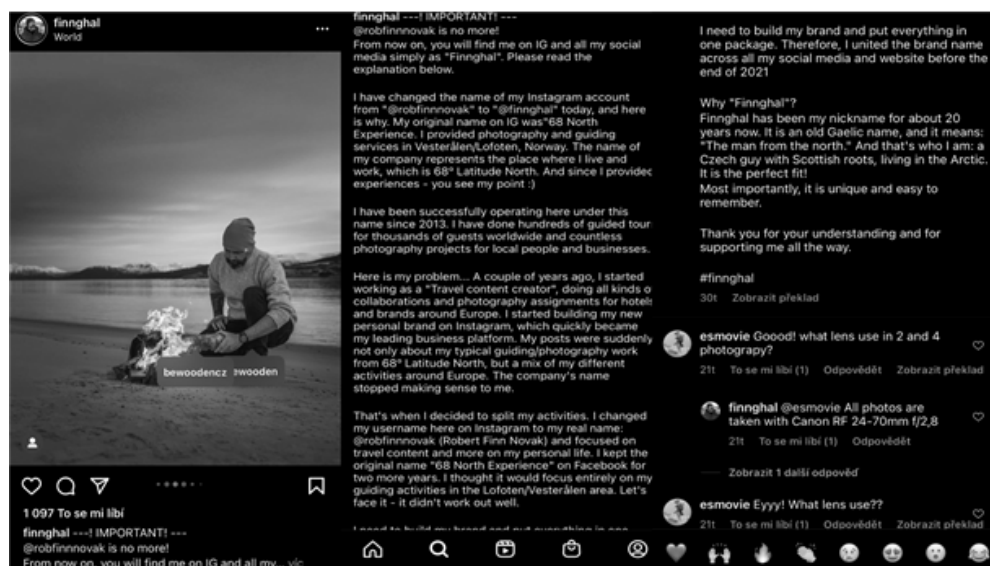 finnghal
World
bewoodencz
ewooden
1 097 To se mi líbí
finnghal ---! IMPORTANT! ---
@robfinnnovak is no more!
From now on, you will find me on IG and all my... víc
finnghal ---! IMPORTANT! ---
@robfinnnovak is no more!
From now on, you will find me on IG and all my social
media simply as "Finnghal". Please read the
explanation below.
I have changed the name of my Instagram account
from "@robfinnnovak" to "@finnghal" today, and here
is why. My original name on IG was"68 North
Experience. I provided photography and guiding
services in Vesterålen/Lofoten, Norway. The name of
my company represents the place where I live and
work, which is 68° Latitude North. And since I provided
experiences - you see my point :)
I have been successfully operating here under this
name since 2013. I have done hundreds of guided tour
for thousands of guests worldwide and countless
photography projects for local people and businesses.
Here is my problem... A couple of years ago, I started
working as a "Travel content creator", doing all kinds o
collaborations and photography assignments for hotels
and brands around Europe. I started building my new
personal brand on Instagram, which quickly became
my leading business platform. My posts were suddenly
not only about my typical guiding/photography work
from 68° Latitude North, but a mix of my different
activities around Europe. The company's name
stopped making sense to me.
That's when I decided to split my activities. I changed
my username here on Instagram to my real name:
@robfinnnovak (Robert Finn Novak) and focused on
travel content and more on my personal life. I kept the
original name "68 North Experience" on Facebook for
two more years. I thought it would focus entirely on my
guiding activities in the Lofoten/Vesterålen area. Let's
face it - it didn't work out well.
I need to build my brand and put everything in one
I need to build my brand and put everything in
one package. Therefore, I united the brand name
across all my social media and website before the
end of 2021
Why "Finnghal"?
Finnghal has been my nickname for about 20
years now. It is an old Gaelic name, and it means:
"The man from the north." And that's who I am: a
Czech guy with Scottish roots, living in the Arctic.
It is the perfect fit!
Most importantly, it is unique and easy to
remember.
Thank you for your understanding and for
supporting me all the way.
#finnghal
30t Zobrazit překlad
esmovie Goood! what lens use in 2 and 4
photograpy?
21t To se mi líbí (1) Odpovědět Zobrazit překlad
finnghal @esmovie All photos are
taken with Canon RF 24-70mm f/2,8
21t To se mi líbí (1) Odpovědět
Zobrazit 1 další odpověď
esmovie Eyyy! What lens use??
21t To se mi líbí (1) Odpovědět Zobrazit překlad